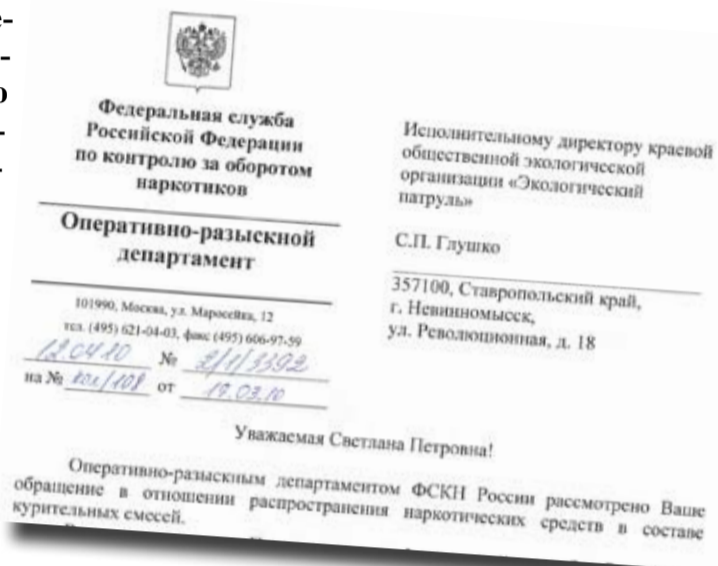 Федеральная служба
Российской Федерации
по контролю за оборотом
наркотиков
Оперативно-разыскной
департамент
101990, Москва, ул. Маросейка, 12
тел. (495) 621-04-03, факс (495) 606-97-59
12.04.10 № 2/1/3392
на № кол/108 от 19.03.10
Исполнительному директору краевой
общественной экологической
организации «Экологический
патруль»
С.П. Глушко
357100, Ставропольский край,
г. Невинномысск,
ул. Революционная, д. 18
Уважаемая Светлана Петровна!
Оперативно-разыскным департаментом ФСКН России рассмотрено Ваше
обращение в отношении распространения наркотических средств в составе
курительных смесей.